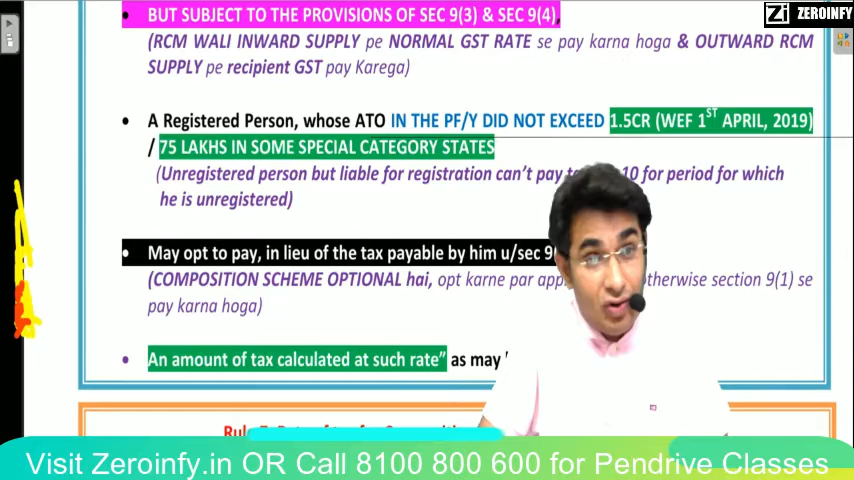 BUT SUBJECT TO THE PROVISIONS OF SEC 9(3) & SEC 9(4),
Zi ZEROINFY
(RCM WALI INWARD SUPPLY pe NORMAL GST RATE se pay karna hoga & OUTWARD RCM
SUPPLY pe recipient GST pay Karega)
A Registered Person, whose ATO IN THE PF/Y DID NOT EXCEED 1.5CR (WEF 1ST APRIL, 2019)
/ 75 LAKHS IN SOME SPECIAL CATEGORY STATES
(Unregistered person but liable for registration can't pay 10 for period for which
he is unregistered)
May opt to pay, in lieu of the tax payable by him u/sec 9
(COMPOSITION SCHEME OPTIONAL hai, opt karne par otherwise section 9(1) se
pay karna hoga)
An amount of tax calculated at such rate" as may
Visit Zeroinfy.in OR Call 8100 800 600 for Pendrive Classes